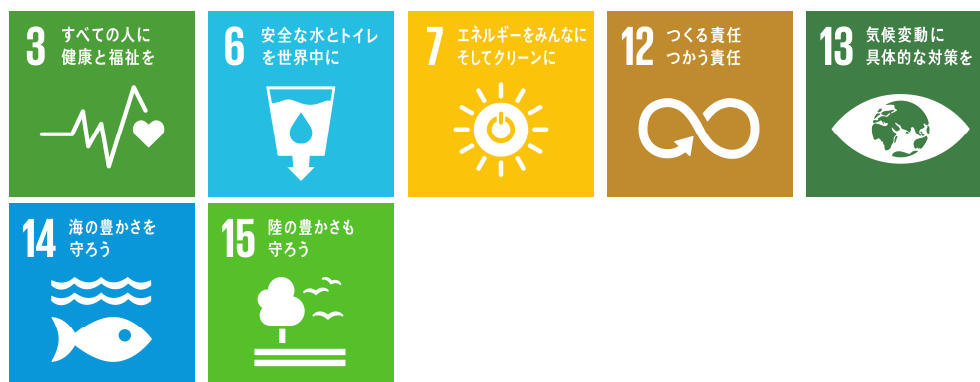 3 すべての人に
健康と福祉を
6 安全な水とトイレ
を世界中に
7 エネルギーをみんなに
そしてクリーンに
12 つくる責任
つかう責任
13 気候変動に
具体的な対策を
14 海の豊かさを
守ろう
15 陸の豊かさも
守ろう